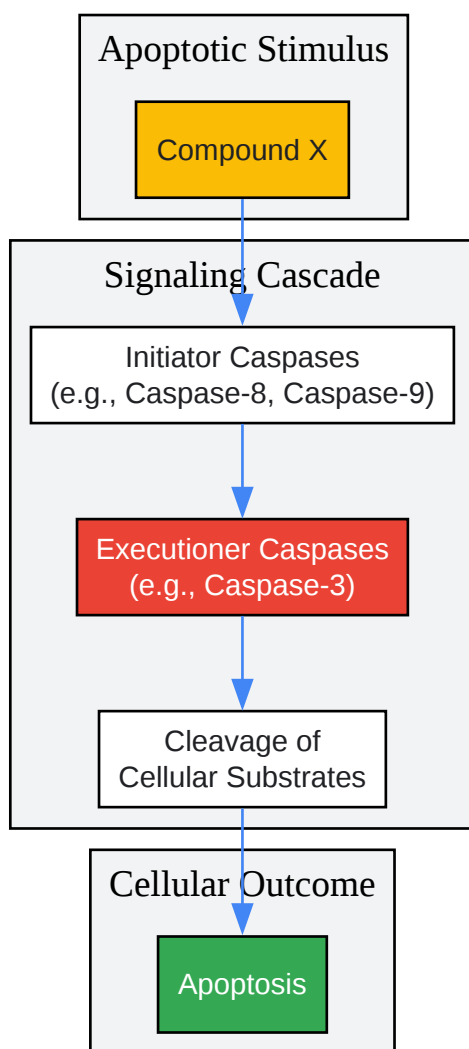 Apoptotic Stimulus
Compound X
Signaling Cascade
Initiator Caspases
(e.g., Caspase-8, Caspase-9)
Executioner Caspases
(e.g., Caspase-3)
Cleavage of
Cellular Substrates
Cellular Outcome
Apoptosis